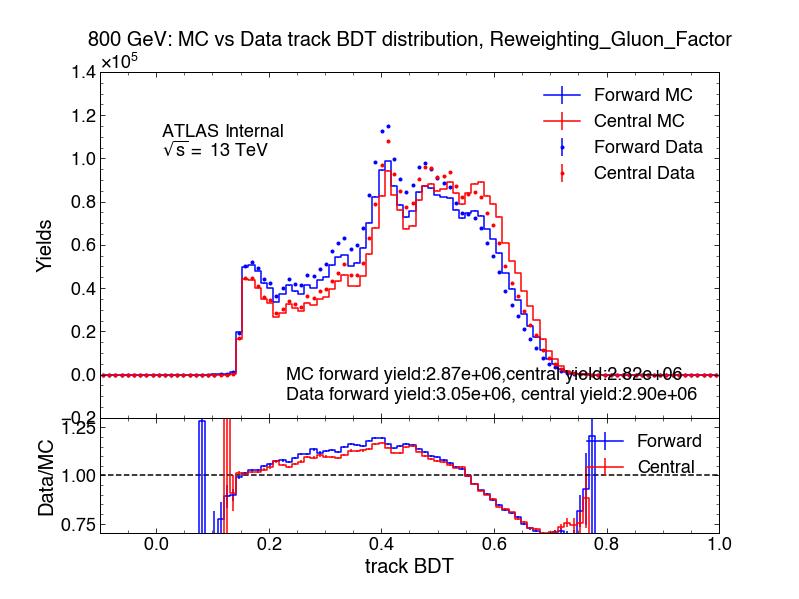 800 GeV: MC vs Data track BDT distribution, Reweighting_Gluon_Factor
×10⁵
1.4
1.2
1.0
0.8
0.6
0.4
0.2
0.0
−0.2
Yields
ATLAS Internal
√s = 13 TeV
Forward MC
Central MC
Forward Data
Central Data
MC forward yield:2.87e+06,central yield:2.82e+06
Data forward yield:3.05e+06, central yield:2.90e+06
1.25
1.00
0.75
Data/MC
Forward
Central
0.0 0.2 0.4 0.6 0.8 1.0
track BDT